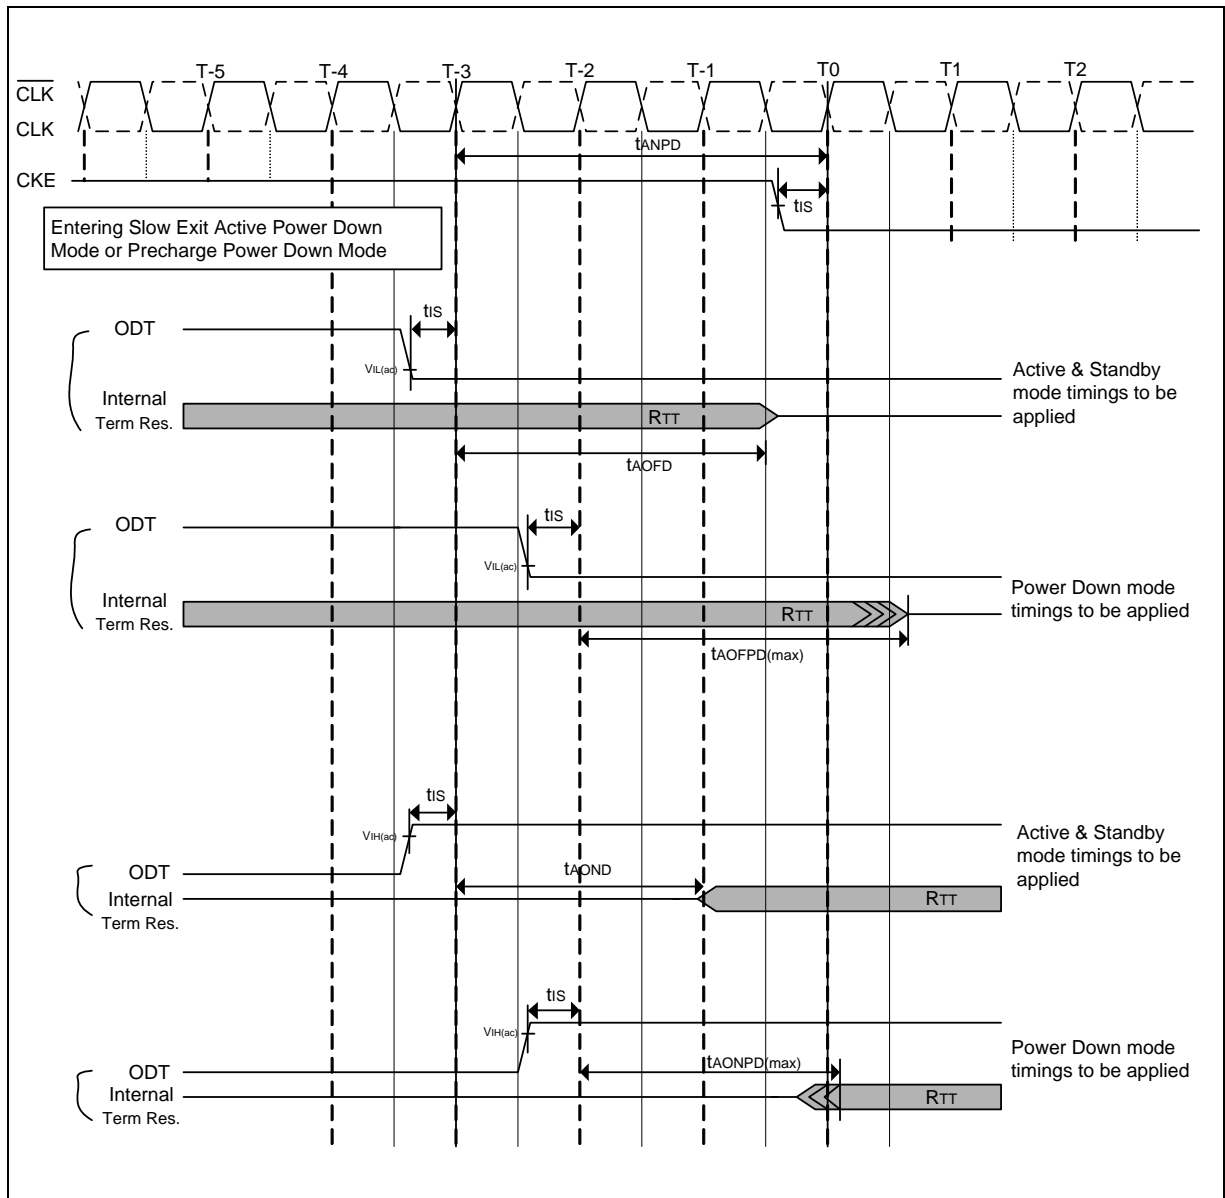 T-5 T-4 T-3 T-2 T-1 T0 T1 T2
CLK
CLK
tANPD
CKE
tIS
Entering Slow Exit Active Power Down
Mode or Precharge Power Down Mode
tIS
ODT
VIL(ac)
Active & Standby
mode timings to be
applied
Internal
Term Res.
RTT
tAOFD
tIS
ODT
VIL(ac)
Power Down mode
timings to be applied
Internal
Term Res.
RTT
tAOFPD(max)
tIS
VIH(ac)
Active & Standby
mode timings to be
applied
ODT
tAOND
Internal
Term Res.
RTT
tIS
VIH(ac)
Power Down mode
timings to be applied
ODT
tAONPD(max)
Internal
Term Res.
RTT